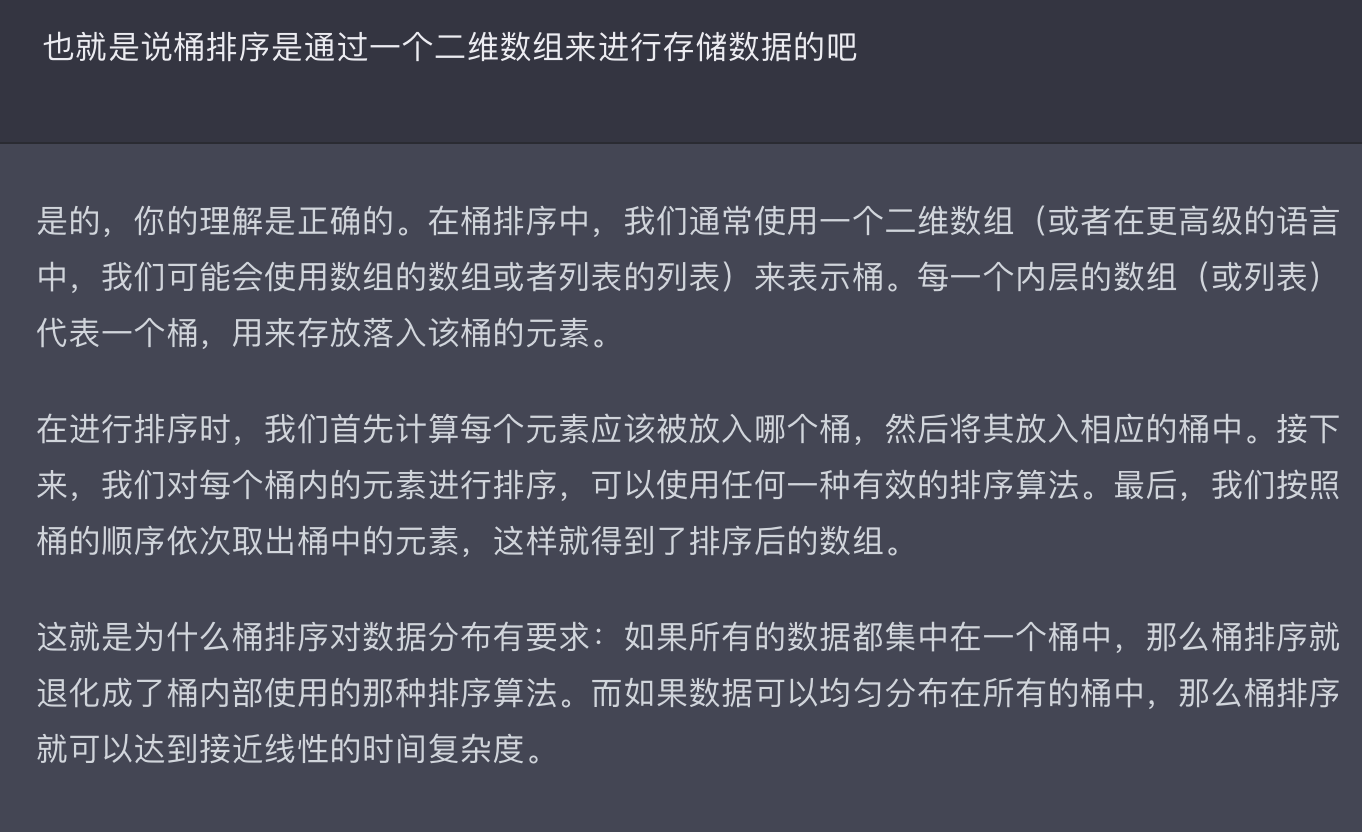 也就是说桶排序是通过一个二维数组来进行存储数据的吧
是的，你的理解是正确的。在桶排序中，我们通常使用一个二维数组（或者在更高级的语言
中，我们可能会使用数组的数组或者列表的列表）来表示桶。每一个内层的数组（或列表）
代表一个桶，用来存放落入该桶的元素。
在进行排序时，我们首先计算每个元素应该被放入哪个桶，然后将其放入相应的桶中。接下
来，我们对每个桶内的元素进行排序，可以使用任何一种有效的排序算法。最后，我们按照
桶的顺序依次取出桶中的元素，这样就得到了排序后的数组。
这就是为什么桶排序对数据分布有要求：如果所有的数据都集中在一个桶中，那么桶排序就
退化成了桶内部使用的那种排序算法。而如果数据可以均匀分布在所有的桶中，那么桶排序
就可以达到接近线性的时间复杂度。